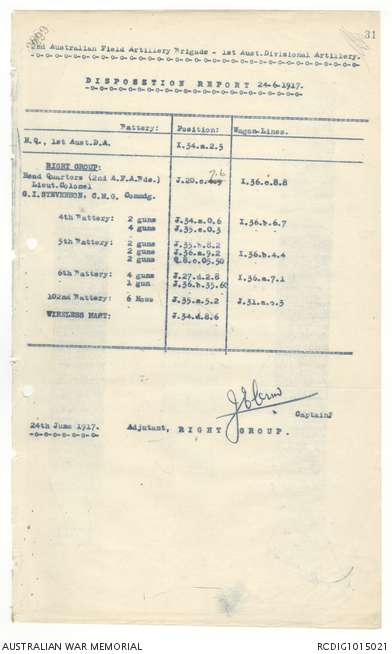 31
2nd Australian Field Artillery Brigade - 1st Aust.Divisional Artillery.
DISPOSITION REPORT 24-6-1917.
Battery: Position: Wagon-Lines.
H.Q., 1st Aust.D.A. I.34.a.2.3
RIGHT GROUP:
Head Quarters (2nd A.F.A.Bde.) J.20.c. 7.6 I.36.c.8.8
Lieut.Colonel
G.I.STEVENSON. C.M.G. Commdg.
4th Battery: 2 guns J.34.a.0.6 I.36.b.6.7
4 guns J.35.c.0.3
5th Battery: 2 guns J.35.b.8.2
2 guns J.36.a.9.2 I.36.b.4.4
2 guns Q.8.c.05.50
6th Battery: 4 guns J.27.d.2.8 I.36.a.7.1
1 gun J.36.b.35.60
102nd Battery: 6 Hows J.35.a.5.2 J.31.a.5.3
WIRELESS MAST: J.34.d.8.6
Captain
24th June 1917. Adjutant, RIGHT GROUP.
AUSTRALIAN WAR MEMORIAL RCDIG1015021